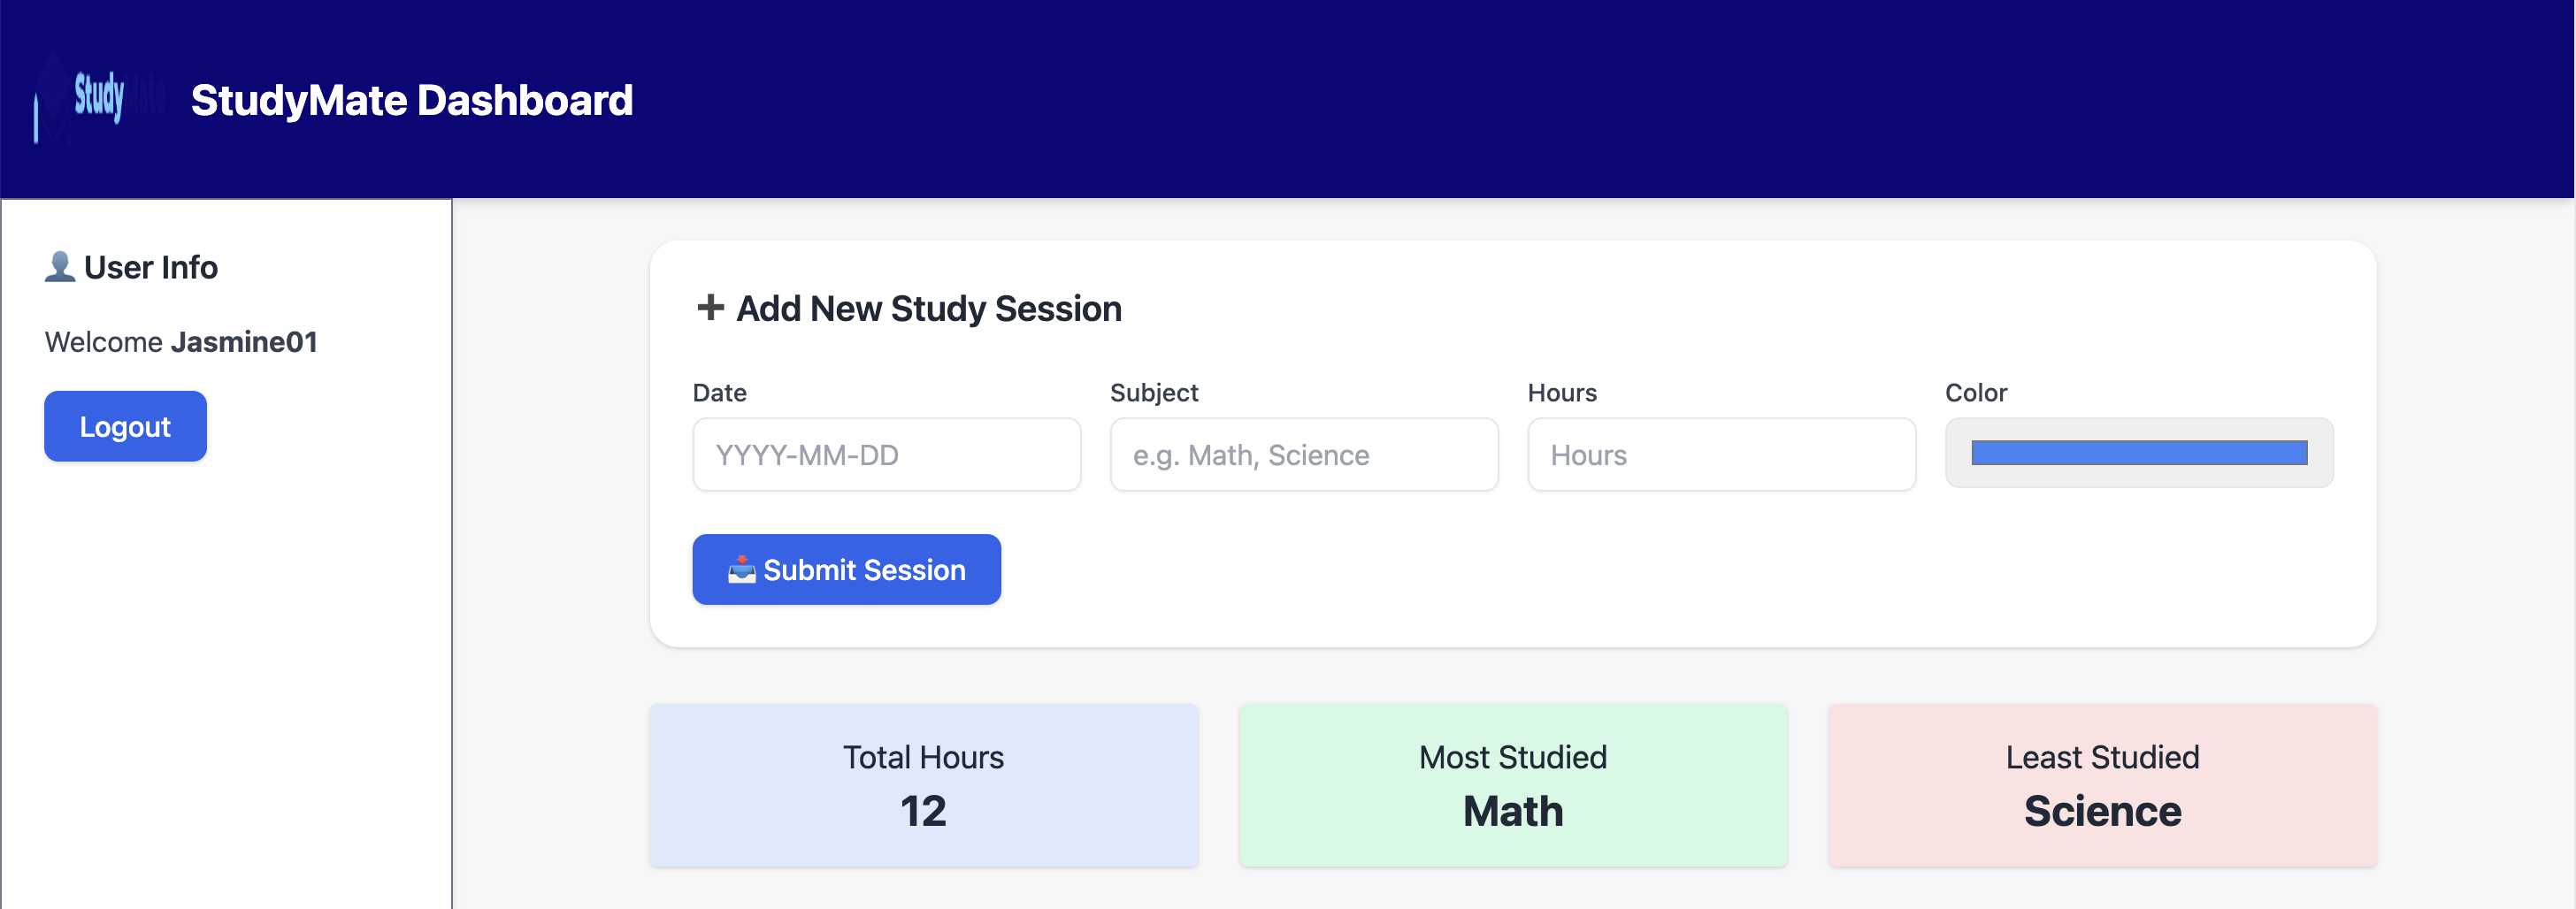 StudyMate
StudyMate Dashboard
👤 User Info
Welcome Jasmine01
Logout
➕ Add New Study Session
Date
Subject
Hours
Color
YYYY-MM-DD
e.g. Math, Science
Hours
📥 Submit Session
Total Hours
12
Most Studied
Math
Least Studied
Science